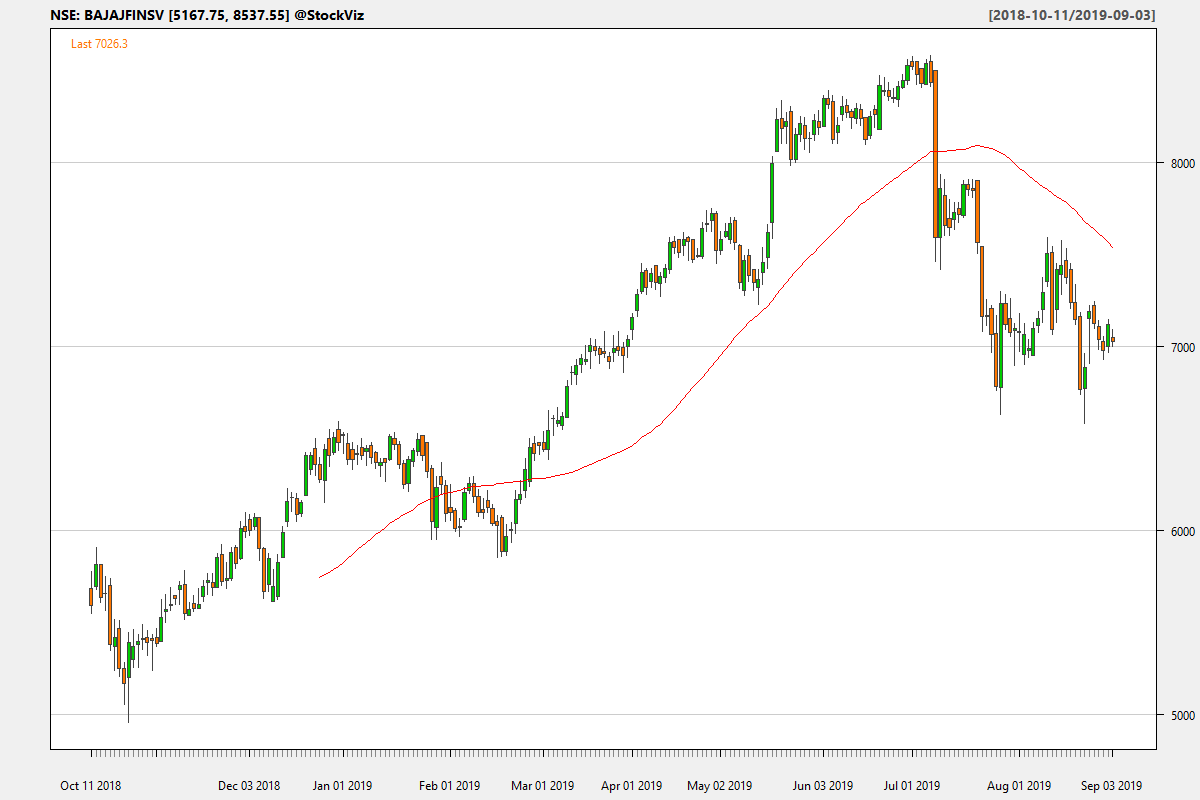 NSE: BAJAJFINSV [5167.75, 8537.55] @StockViz [2018-10-11/2019-09-03]
Last 7026.3
8000
7000
6000
5000
Oct 11 2018 Dec 03 2018 Jan 01 2019 Feb 01 2019 Mar 01 2019 Apr 01 2019 May 02 2019 Jun 03 2019 Jul 01 2019 Aug 01 2019 Sep 03 2019